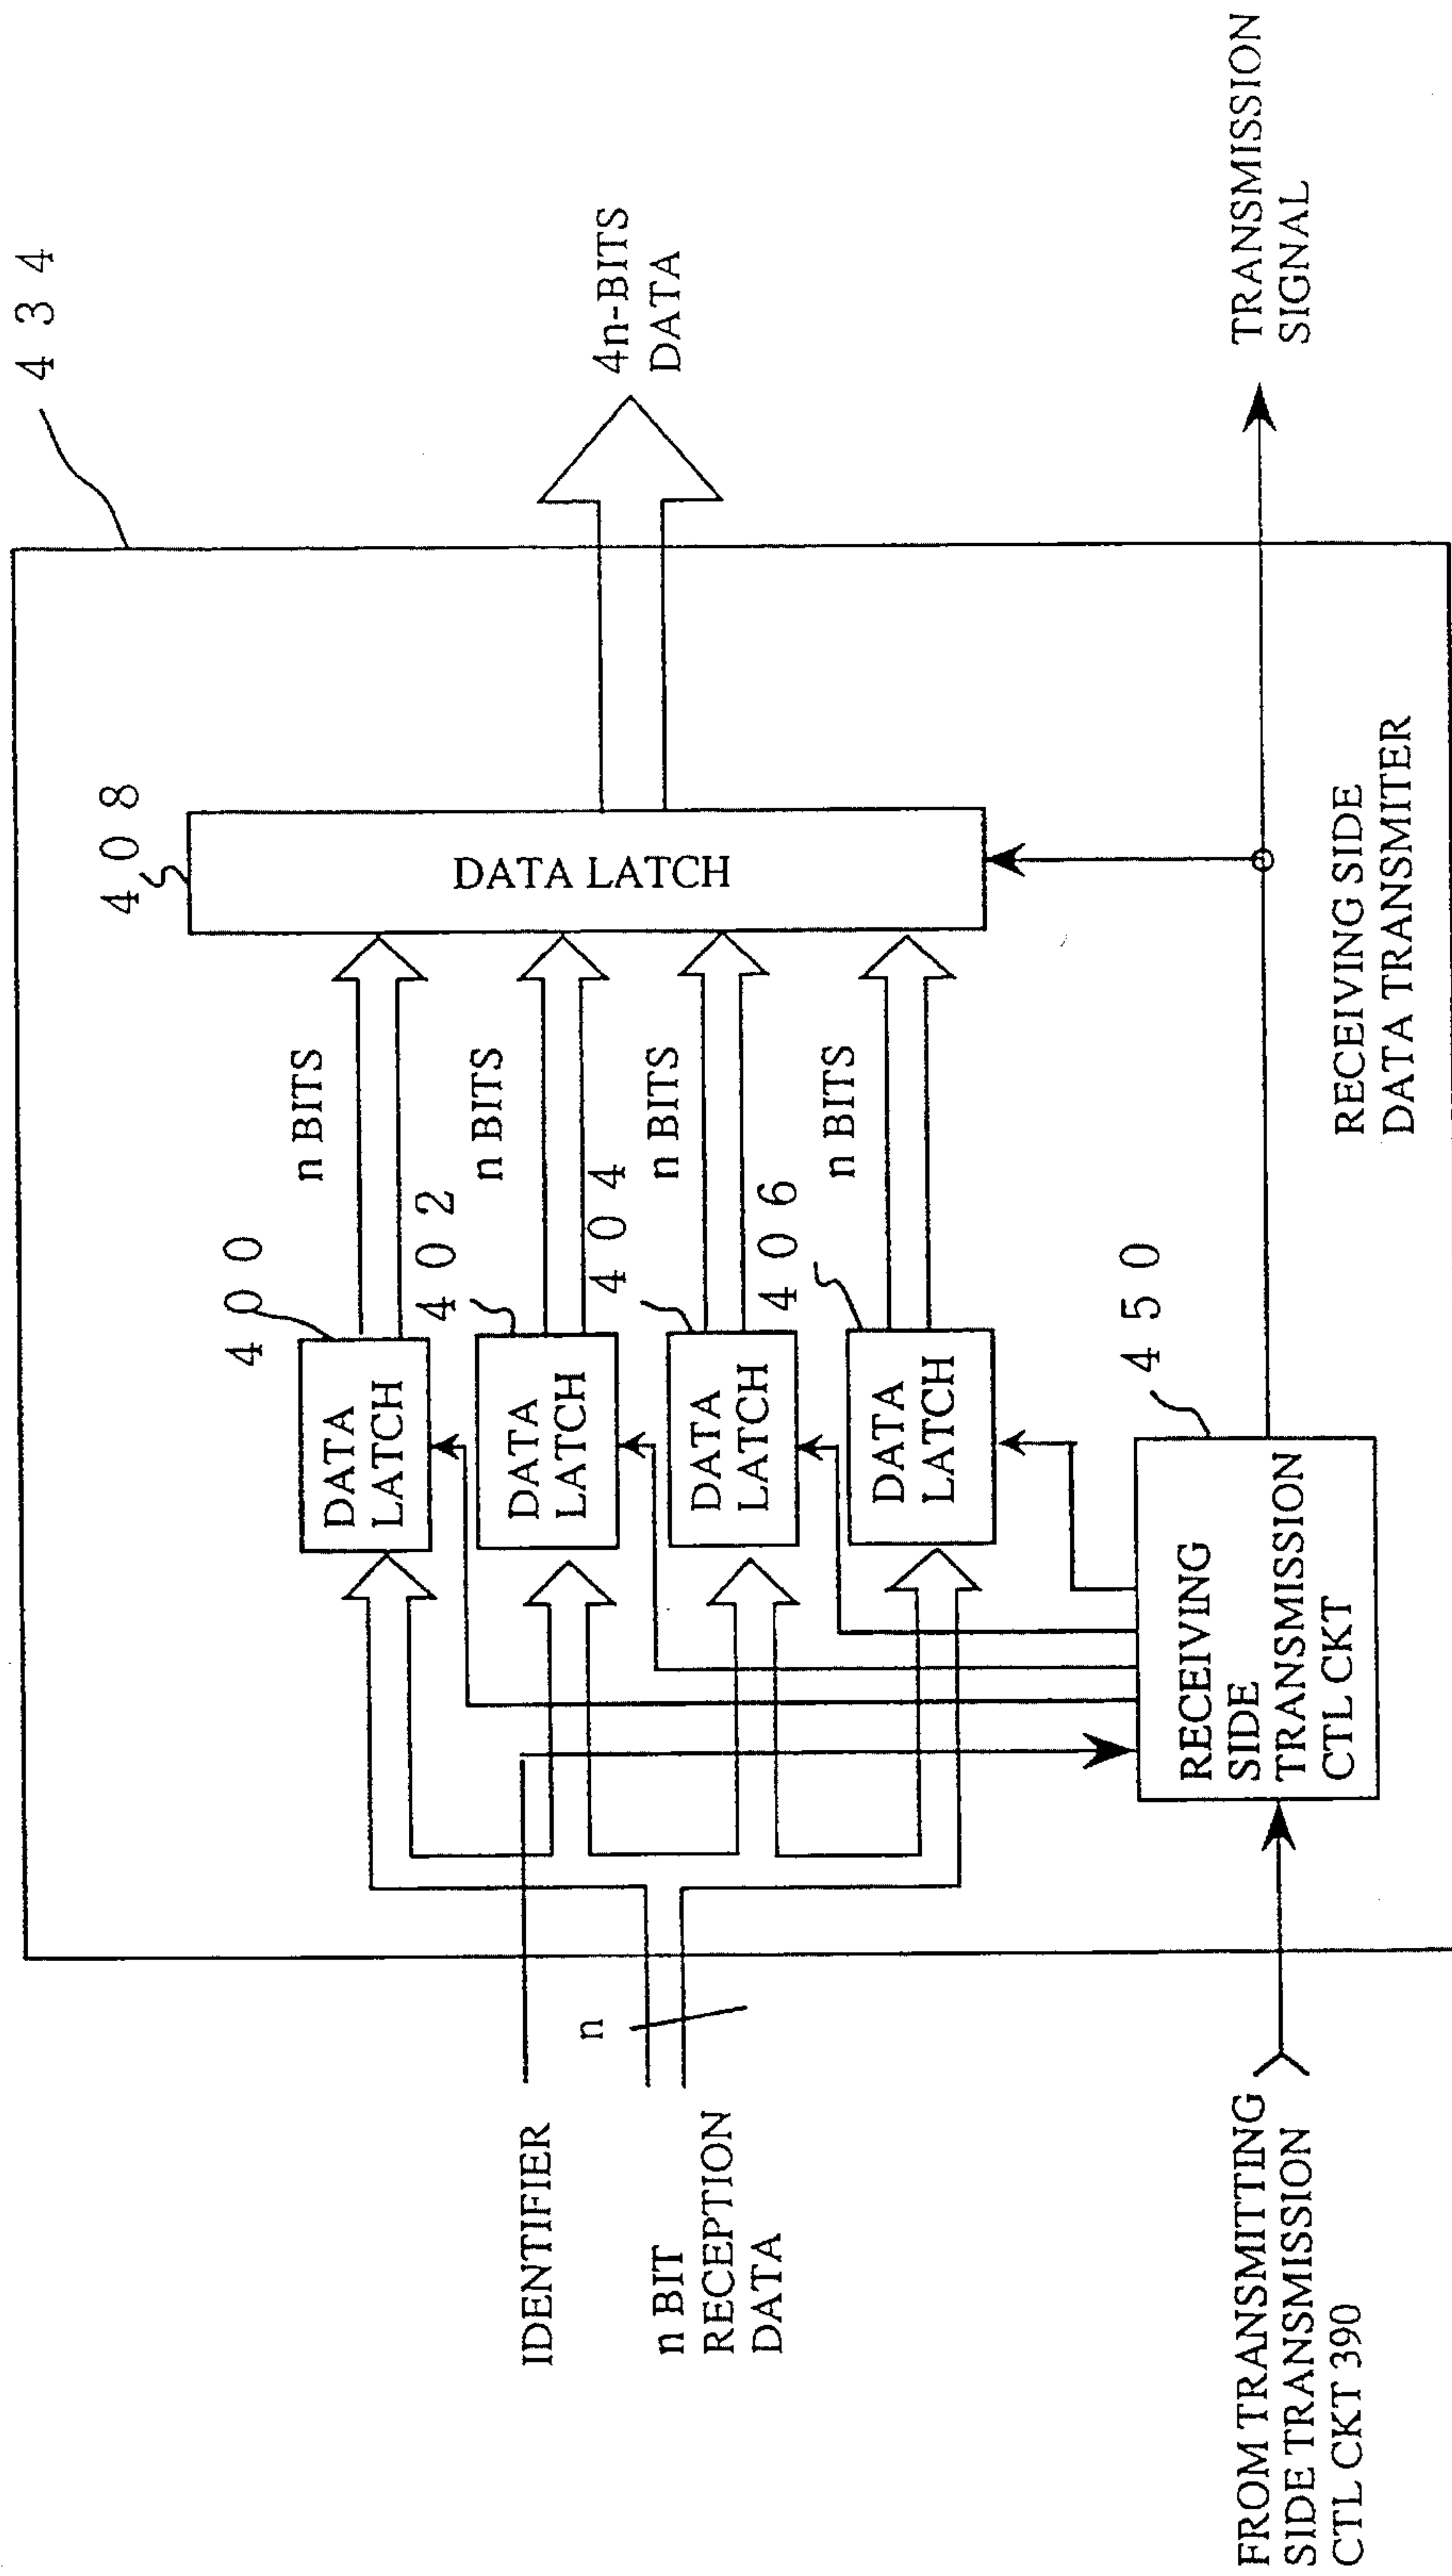 434
408
4n-BITS
DATA
400
n BITS
DATA
LATCH
402
n BITS
DATA
LATCH
DATA LATCH
404
n BITS
DATA
LATCH
406
n BITS
DATA
LATCH
IDENTIFIER
n
n BIT
RECEPTION
DATA
450
RECEIVING
SIDE
TRANSMISSION
CTL CKT
FROM TRANSMITTING
SIDE TRANSMISSION
CTL CKT 390
TRANSMISSION
SIGNAL
RECEIVING SIDE
DATA TRANSMITER